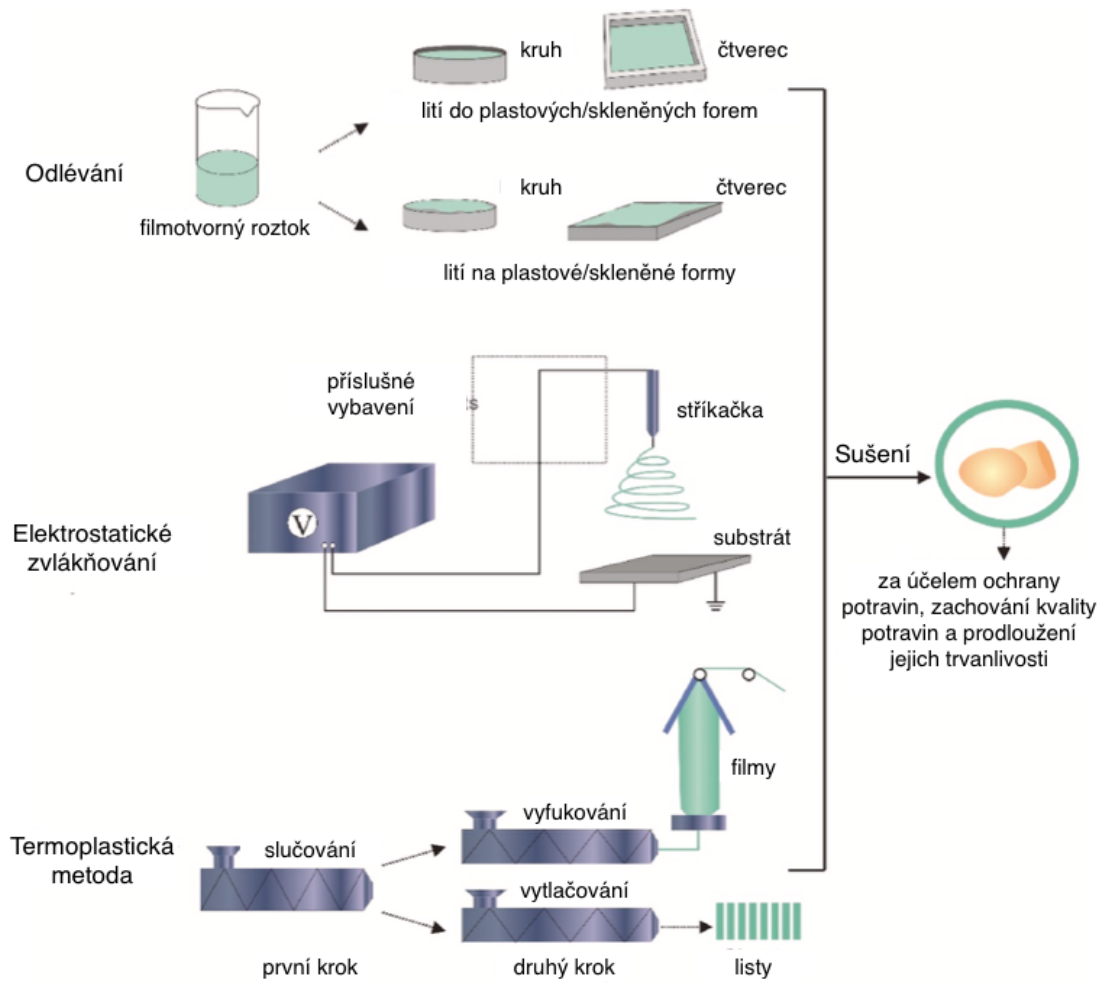 kruh
čtverec
lití do plastových/skleněných forem
Odlévání
filmotvorný roztok
kruh
čtverec
lití na plastové/skleněné formy
příslušné
vybavení
s
stříkačka
V
Elektrostatické
zvlákňování
substrát
Sušení
za účelem ochrany
potravin, zachování kvality
potravin a prodloužení
jejich trvanlivosti
Termoplastická
metoda
slučování
vyfukování
filmy
vytlačování
první krok
druhý krok
listy